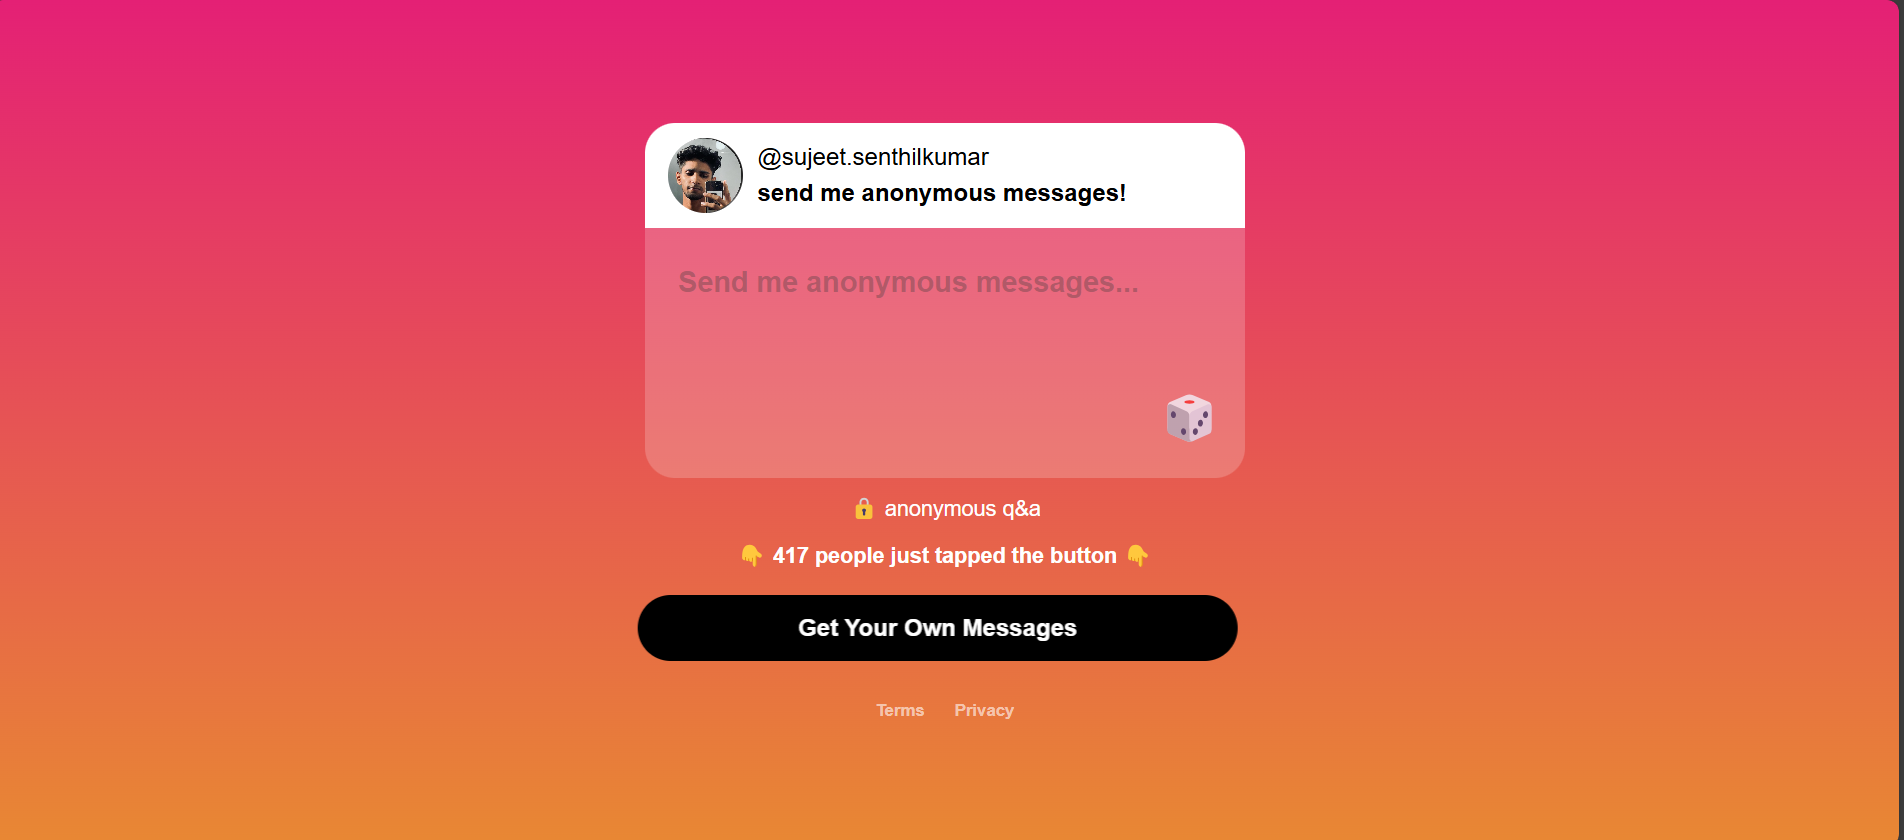 @sujeet.senthilkumar
send me anonymous messages!
Send me anonymous messages...
🔒 anonymous q&a
👇 417 people just tapped the button 👇
Get Your Own Messages
Terms Privacy